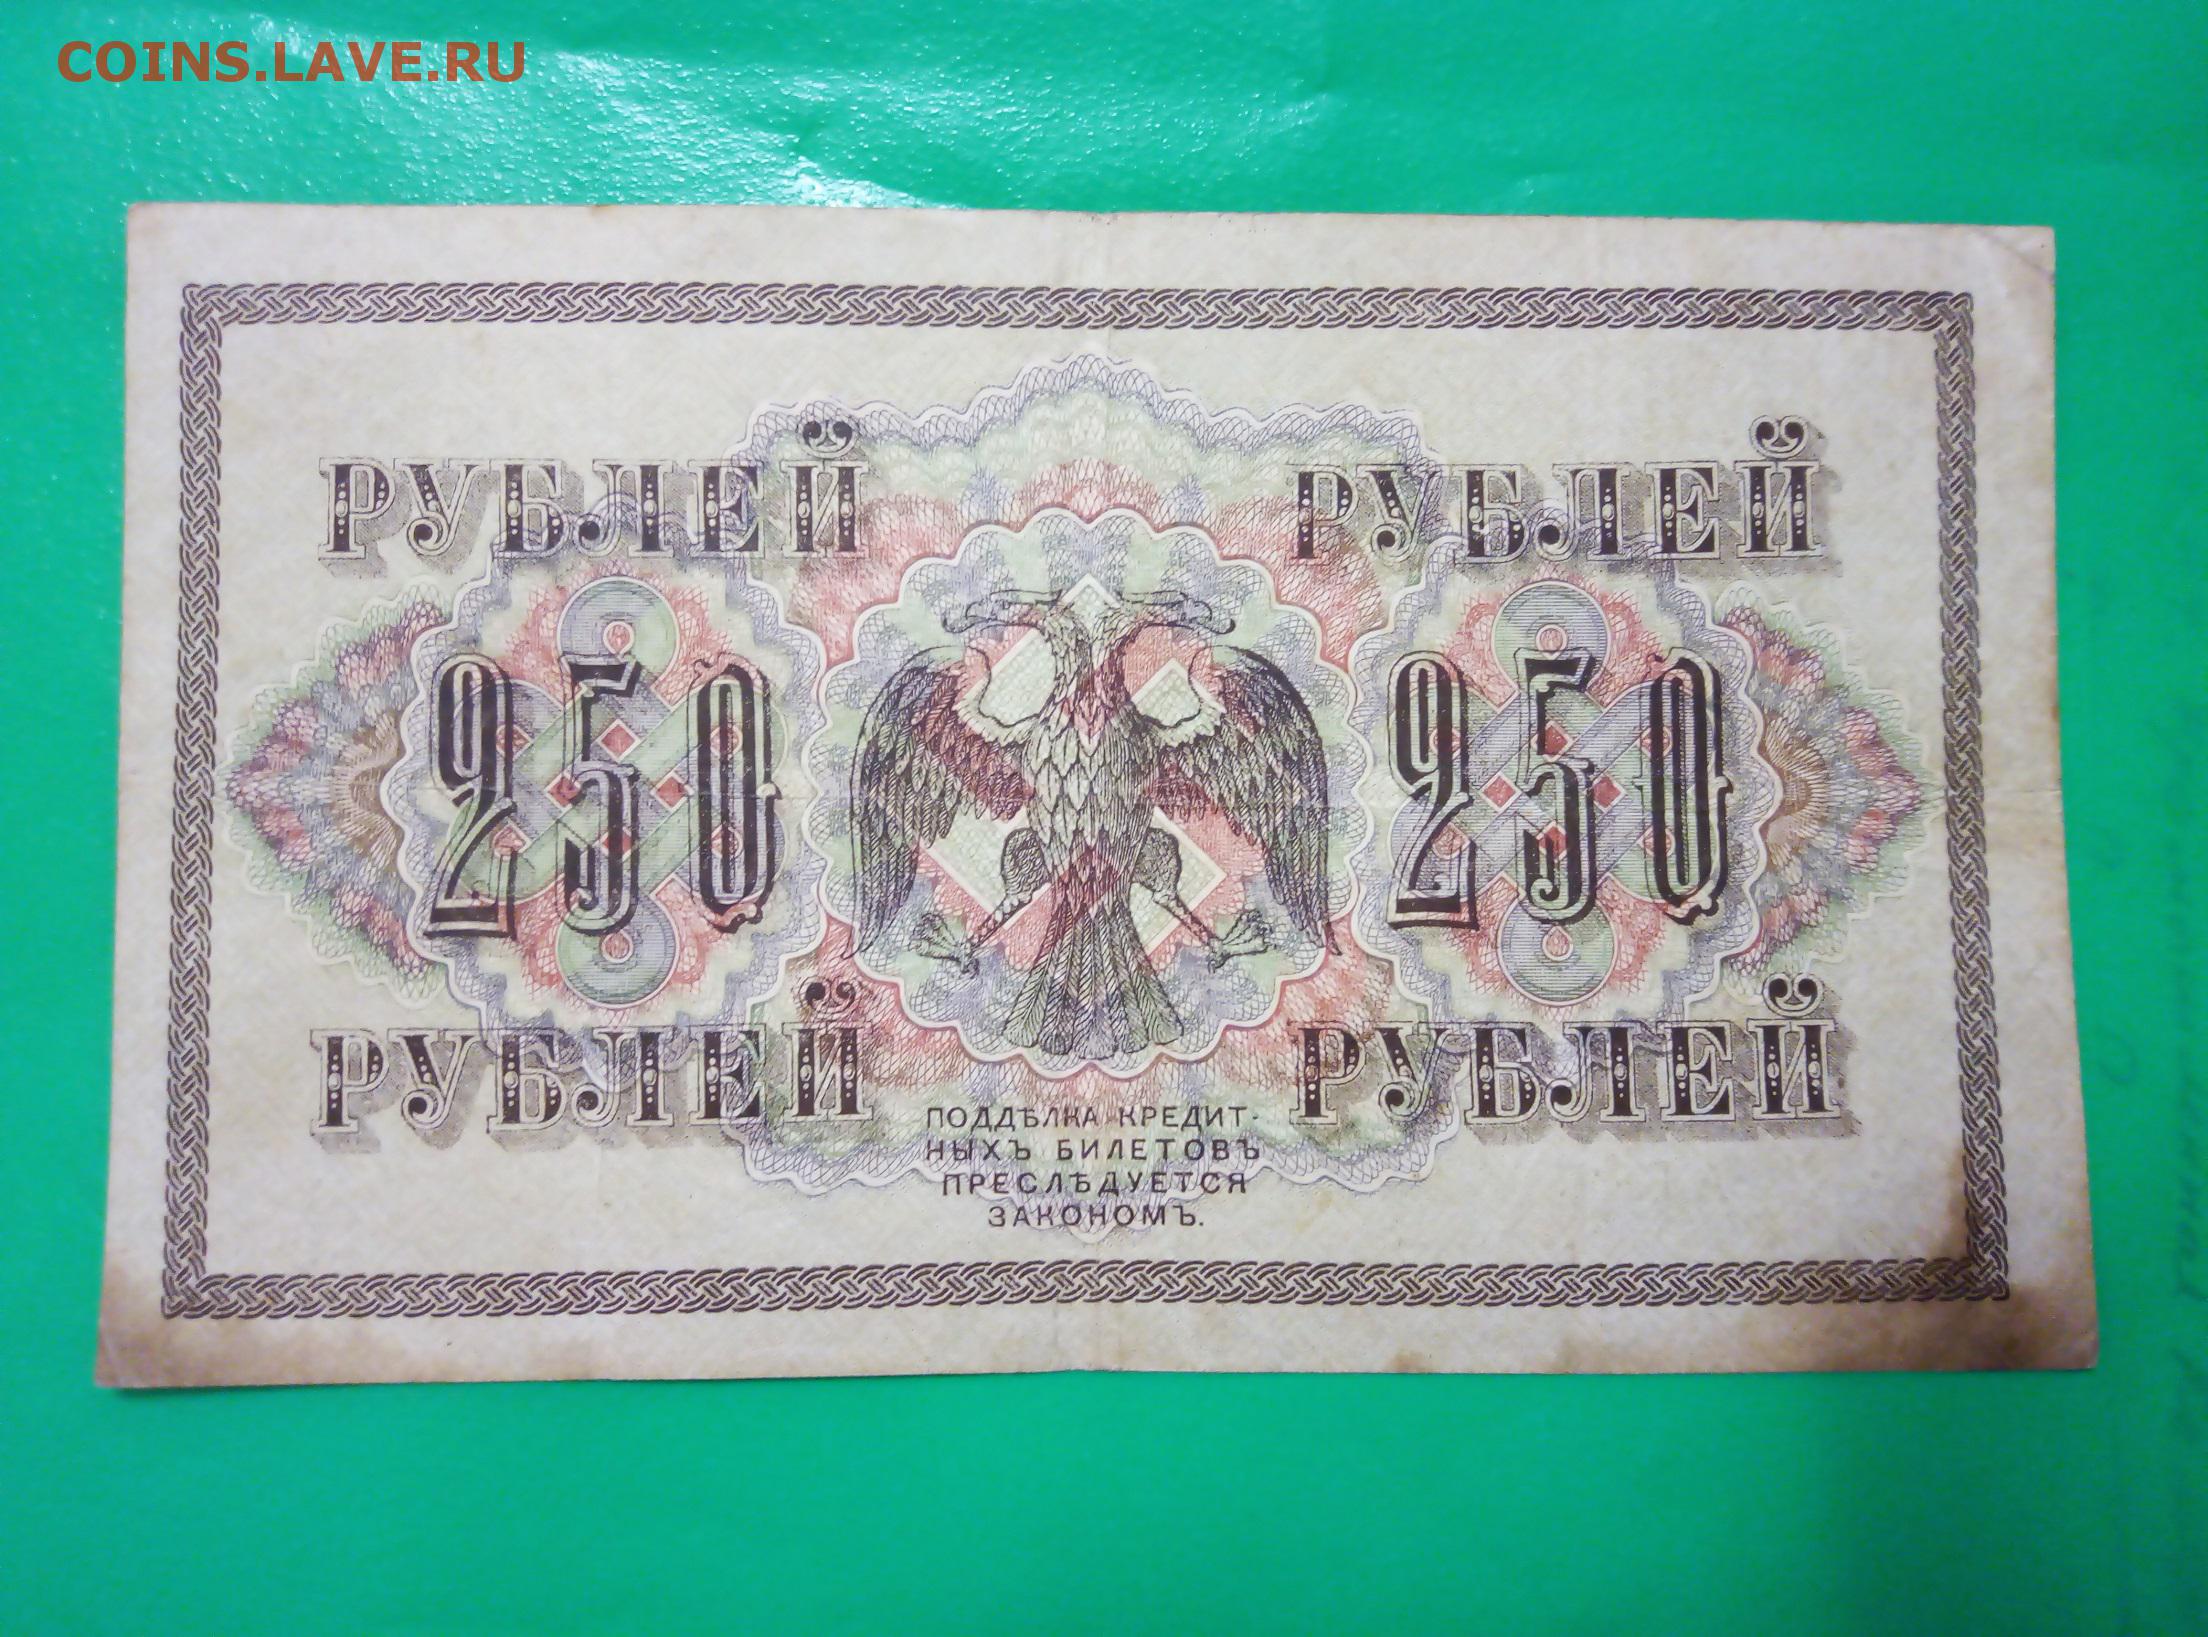 COINS.LAVE.RU
РУБЛЕЙ РУБЛЕЙ
250 250
РУБЛЕЙ РУБЛЕЙ
ПОДДѢЛКА КРЕДИТ-
НЫХЪ БИЛЕТОВЪ
ПРЕСЛѢДУЕТСЯ
ЗАКОНОМЪ.